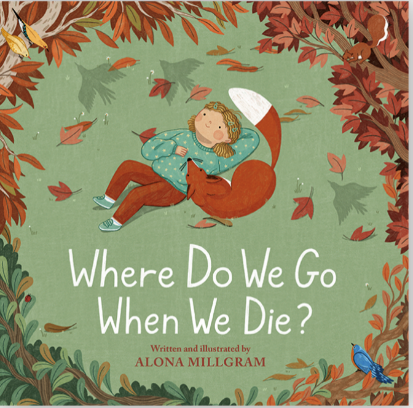 Where Do We Go
When We Die?
Written and illustrated by
ALONA MILLGRAM